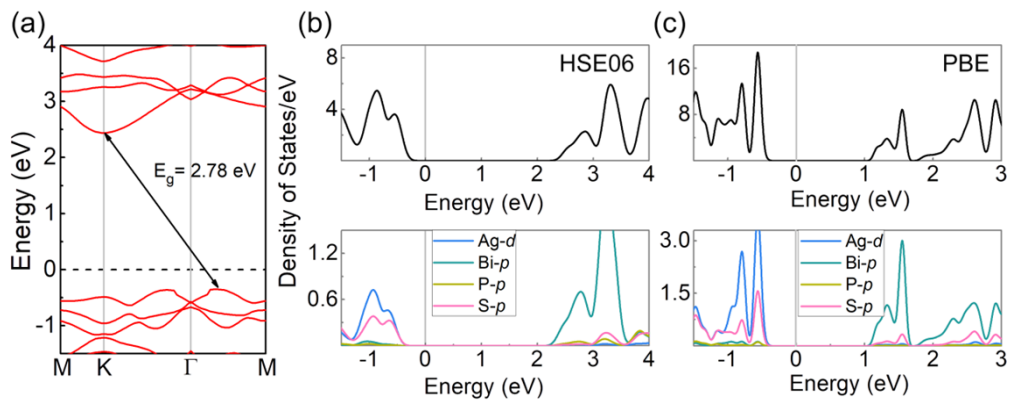 (a)
Energy (eV)
4
3
2
1
0
-1
M K Γ M
E_g= 2.78 eV
(b)
Density of States/eV
8
4
HSE06
-1 0 1 2 3 4
Energy (eV)
1.2
0.6
Ag-d
Bi-p
P-p
S-p
-1 0 1 2 3 4
Energy (eV)
(c)
16
8
PBE
-1 0 1 2 3
Energy (eV)
3.0
1.5
Ag-d
Bi-p
P-p
S-p
-1 0 1 2 3
Energy (eV)